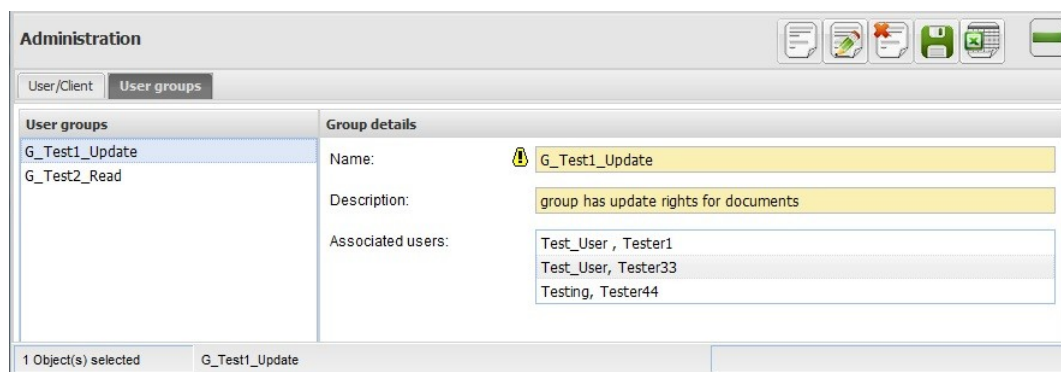 Administration
User/Client
User groups
User groups
G_Test1_Update
G_Test2_Read
Group details
Name:
G_Test1_Update
Description:
group has update rights for documents
Associated users:
Test_User , Tester1
Test_User, Tester33
Testing, Tester44
1 Object(s) selected
G_Test1_Update